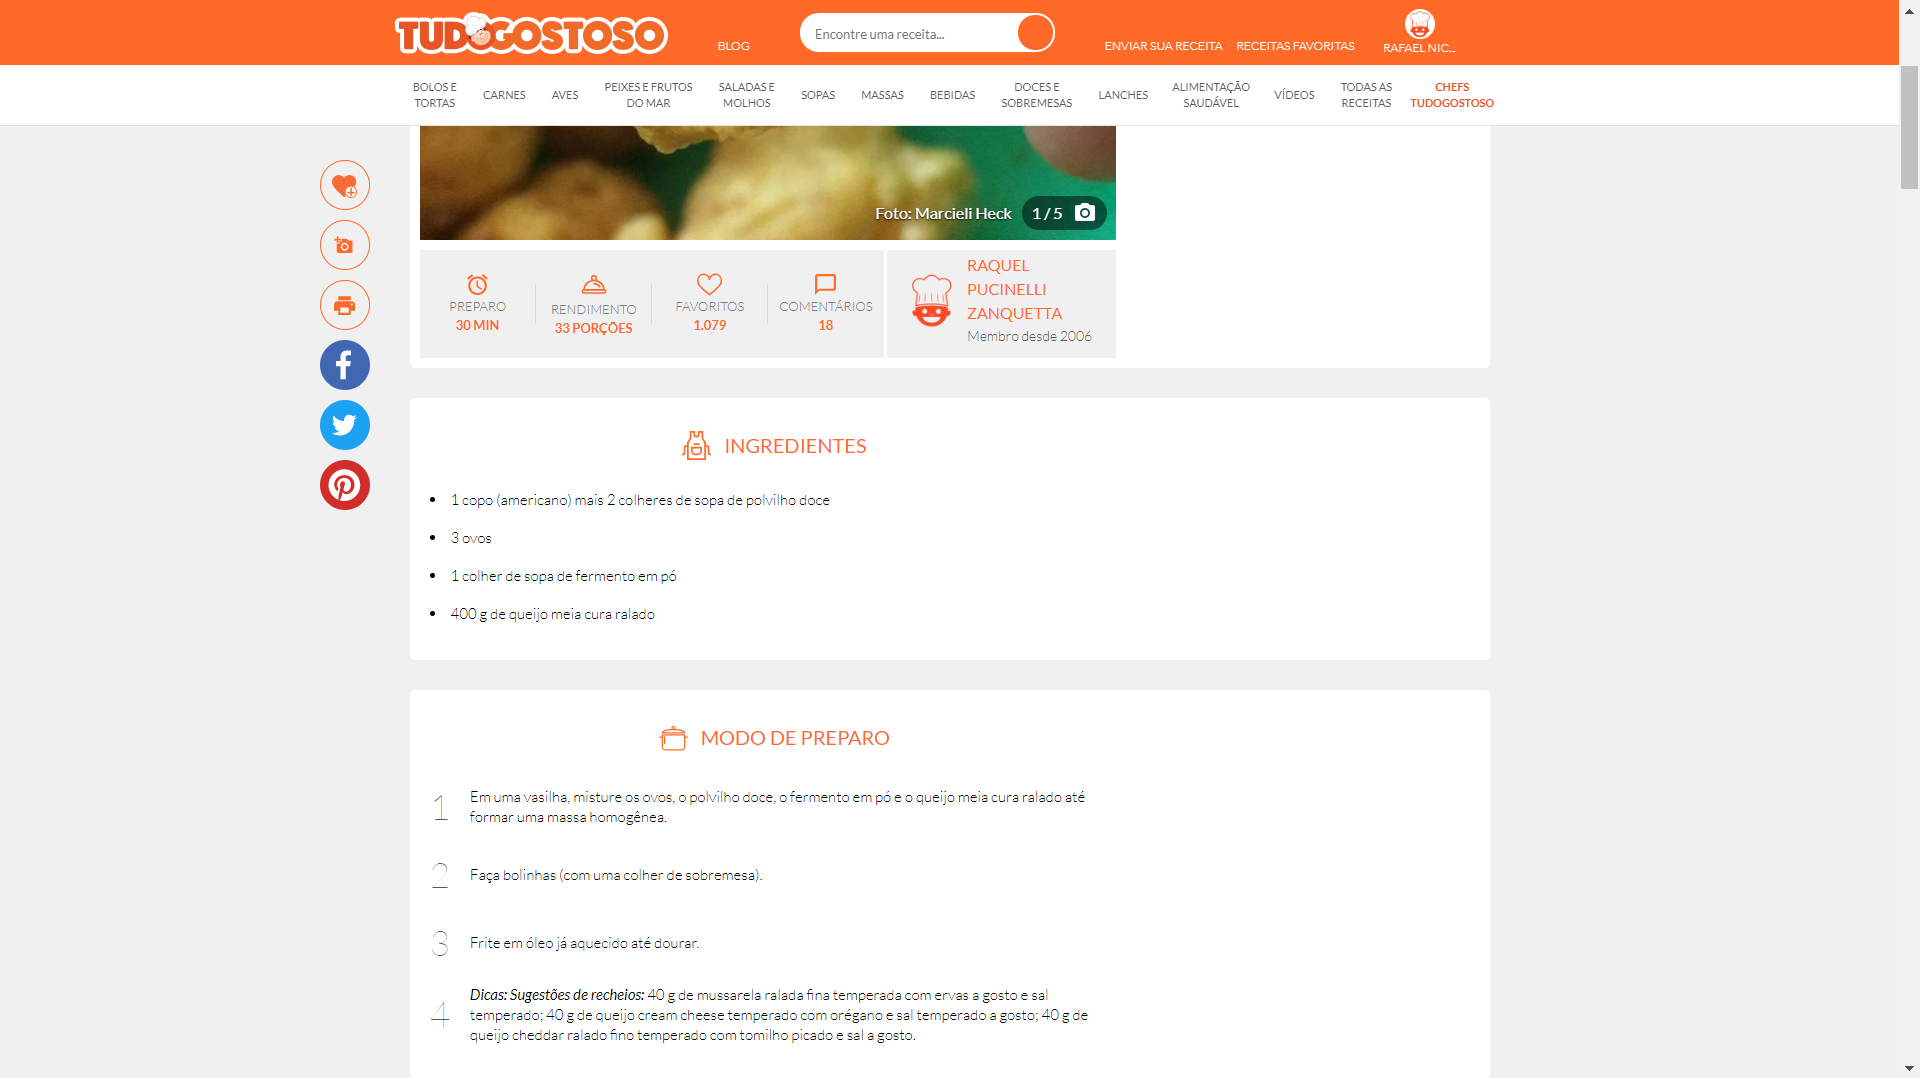 TUDOGOSTOSO
BLOG
Encontre uma receita...
ENVIAR SUA RECEITA
RECEITAS FAVORITAS
RAFAEL NIC...
BOLOS E
TORTAS
CARNES
AVES
PEIXES E FRUTOS
DO MAR
SALADAS E
MOLHOS
SOPAS
MASSAS
BEBIDAS
DOCES E
SOBREMESAS
LANCHES
ALIMENTAÇÃO
SAUDÁVEL
VÍDEOS
TODAS AS
RECEITAS
CHEFS
TUDOGOSTOSO
Foto: Marcieli Heck 1 / 5
PREPARO
30 MIN
RENDIMENTO
33 PORÇÕES
FAVORITOS
1.079
COMENTÁRIOS
18
RAQUEL
PUCINELLI
ZANQUETTA
Membro desde 2006
INGREDIENTES
1 copo (americano) mais 2 colheres de sopa de polvilho doce
3 ovos
1 colher de sopa de fermento em pó
400 g de queijo meia cura ralado
MODO DE PREPARO
1 Em uma vasilha, misture os ovos, o polvilho doce, o fermento em pó e o queijo meia cura ralado até
formar uma massa homogênea.
2 Faça bolinhas (com uma colher de sobremesa).
3 Frite em óleo já aquecido até dourar.
4 Dicas: Sugestões de recheios: 40 g de mussarela ralada fina temperada com ervas a gosto e sal
temperado; 40 g de queijo cream cheese temperado com orégano e sal temperado a gosto; 40 g de
queijo cheddar ralado fino temperado com tomilho picado e sal a gosto.